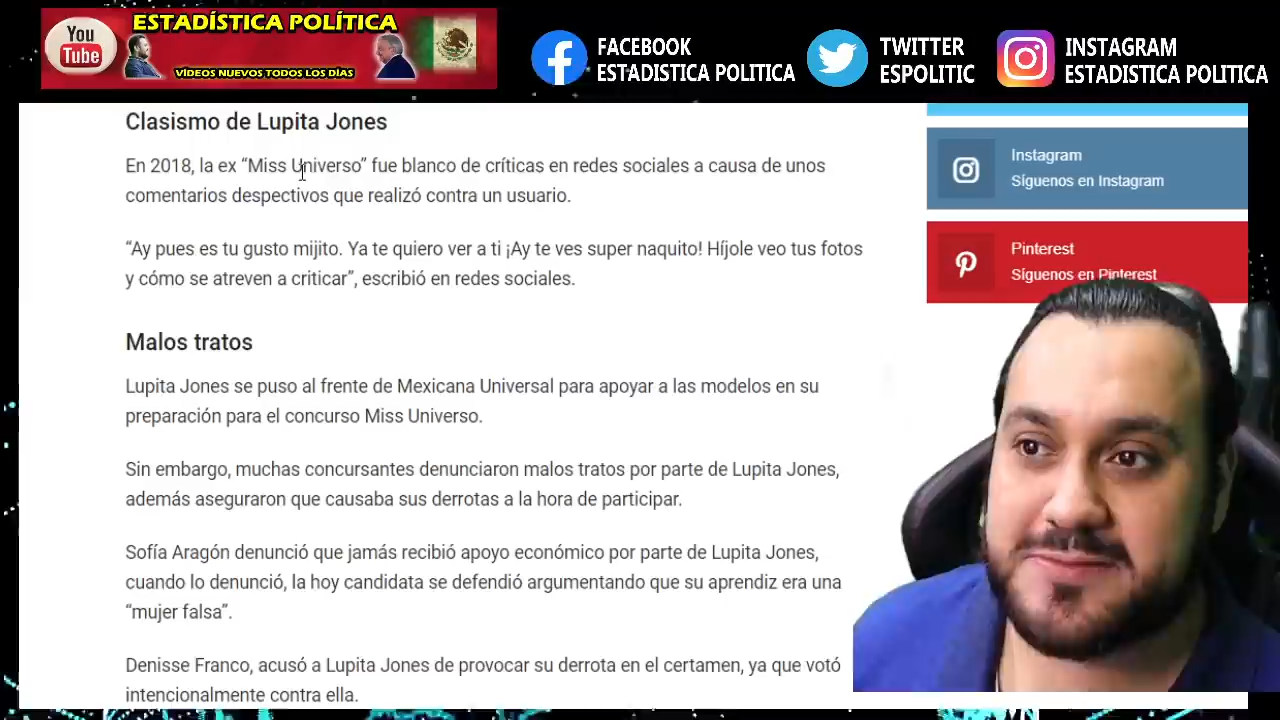 You
Tube
ESTADÍSTICA POLÍTICA
VÍDEOS NUEVOS TODOS LOS DÍAS
FACEBOOK
ESTADISTICA POLITICA
TWITTER
ESPOLITIC
INSTAGRAM
ESTADISTICA POLITICA
Clasismo de Lupita Jones
En 2018, la ex “Miss Universo” fue blanco de críticas en redes sociales a causa de unos
comentarios despectivos que realizó contra un usuario.
“Ay pues es tu gusto mijito. Ya te quiero ver a ti ¡Ay te ves super naquito! Híjole veo tus fotos
y cómo se atreven a criticar”, escribió en redes sociales.
Malos tratos
Lupita Jones se puso al frente de Mexicana Universal para apoyar a las modelos en su
preparación para el concurso Miss Universo.
Sin embargo, muchas concursantes denunciaron malos tratos por parte de Lupita Jones,
además aseguraron que causaba sus derrotas a la hora de participar.
Sofía Aragón denunció que jamás recibió apoyo económico por parte de Lupita Jones,
cuando lo denunció, la hoy candidata se defendió argumentando que su aprendiz era una
“mujer falsa”.
Denisse Franco, acusó a Lupita Jones de provocar su derrota en el certamen, ya que votó
intencionalmente contra ella.
Instagram
Síguenos en Instagram
Pinterest
Síguenos en Pinterest